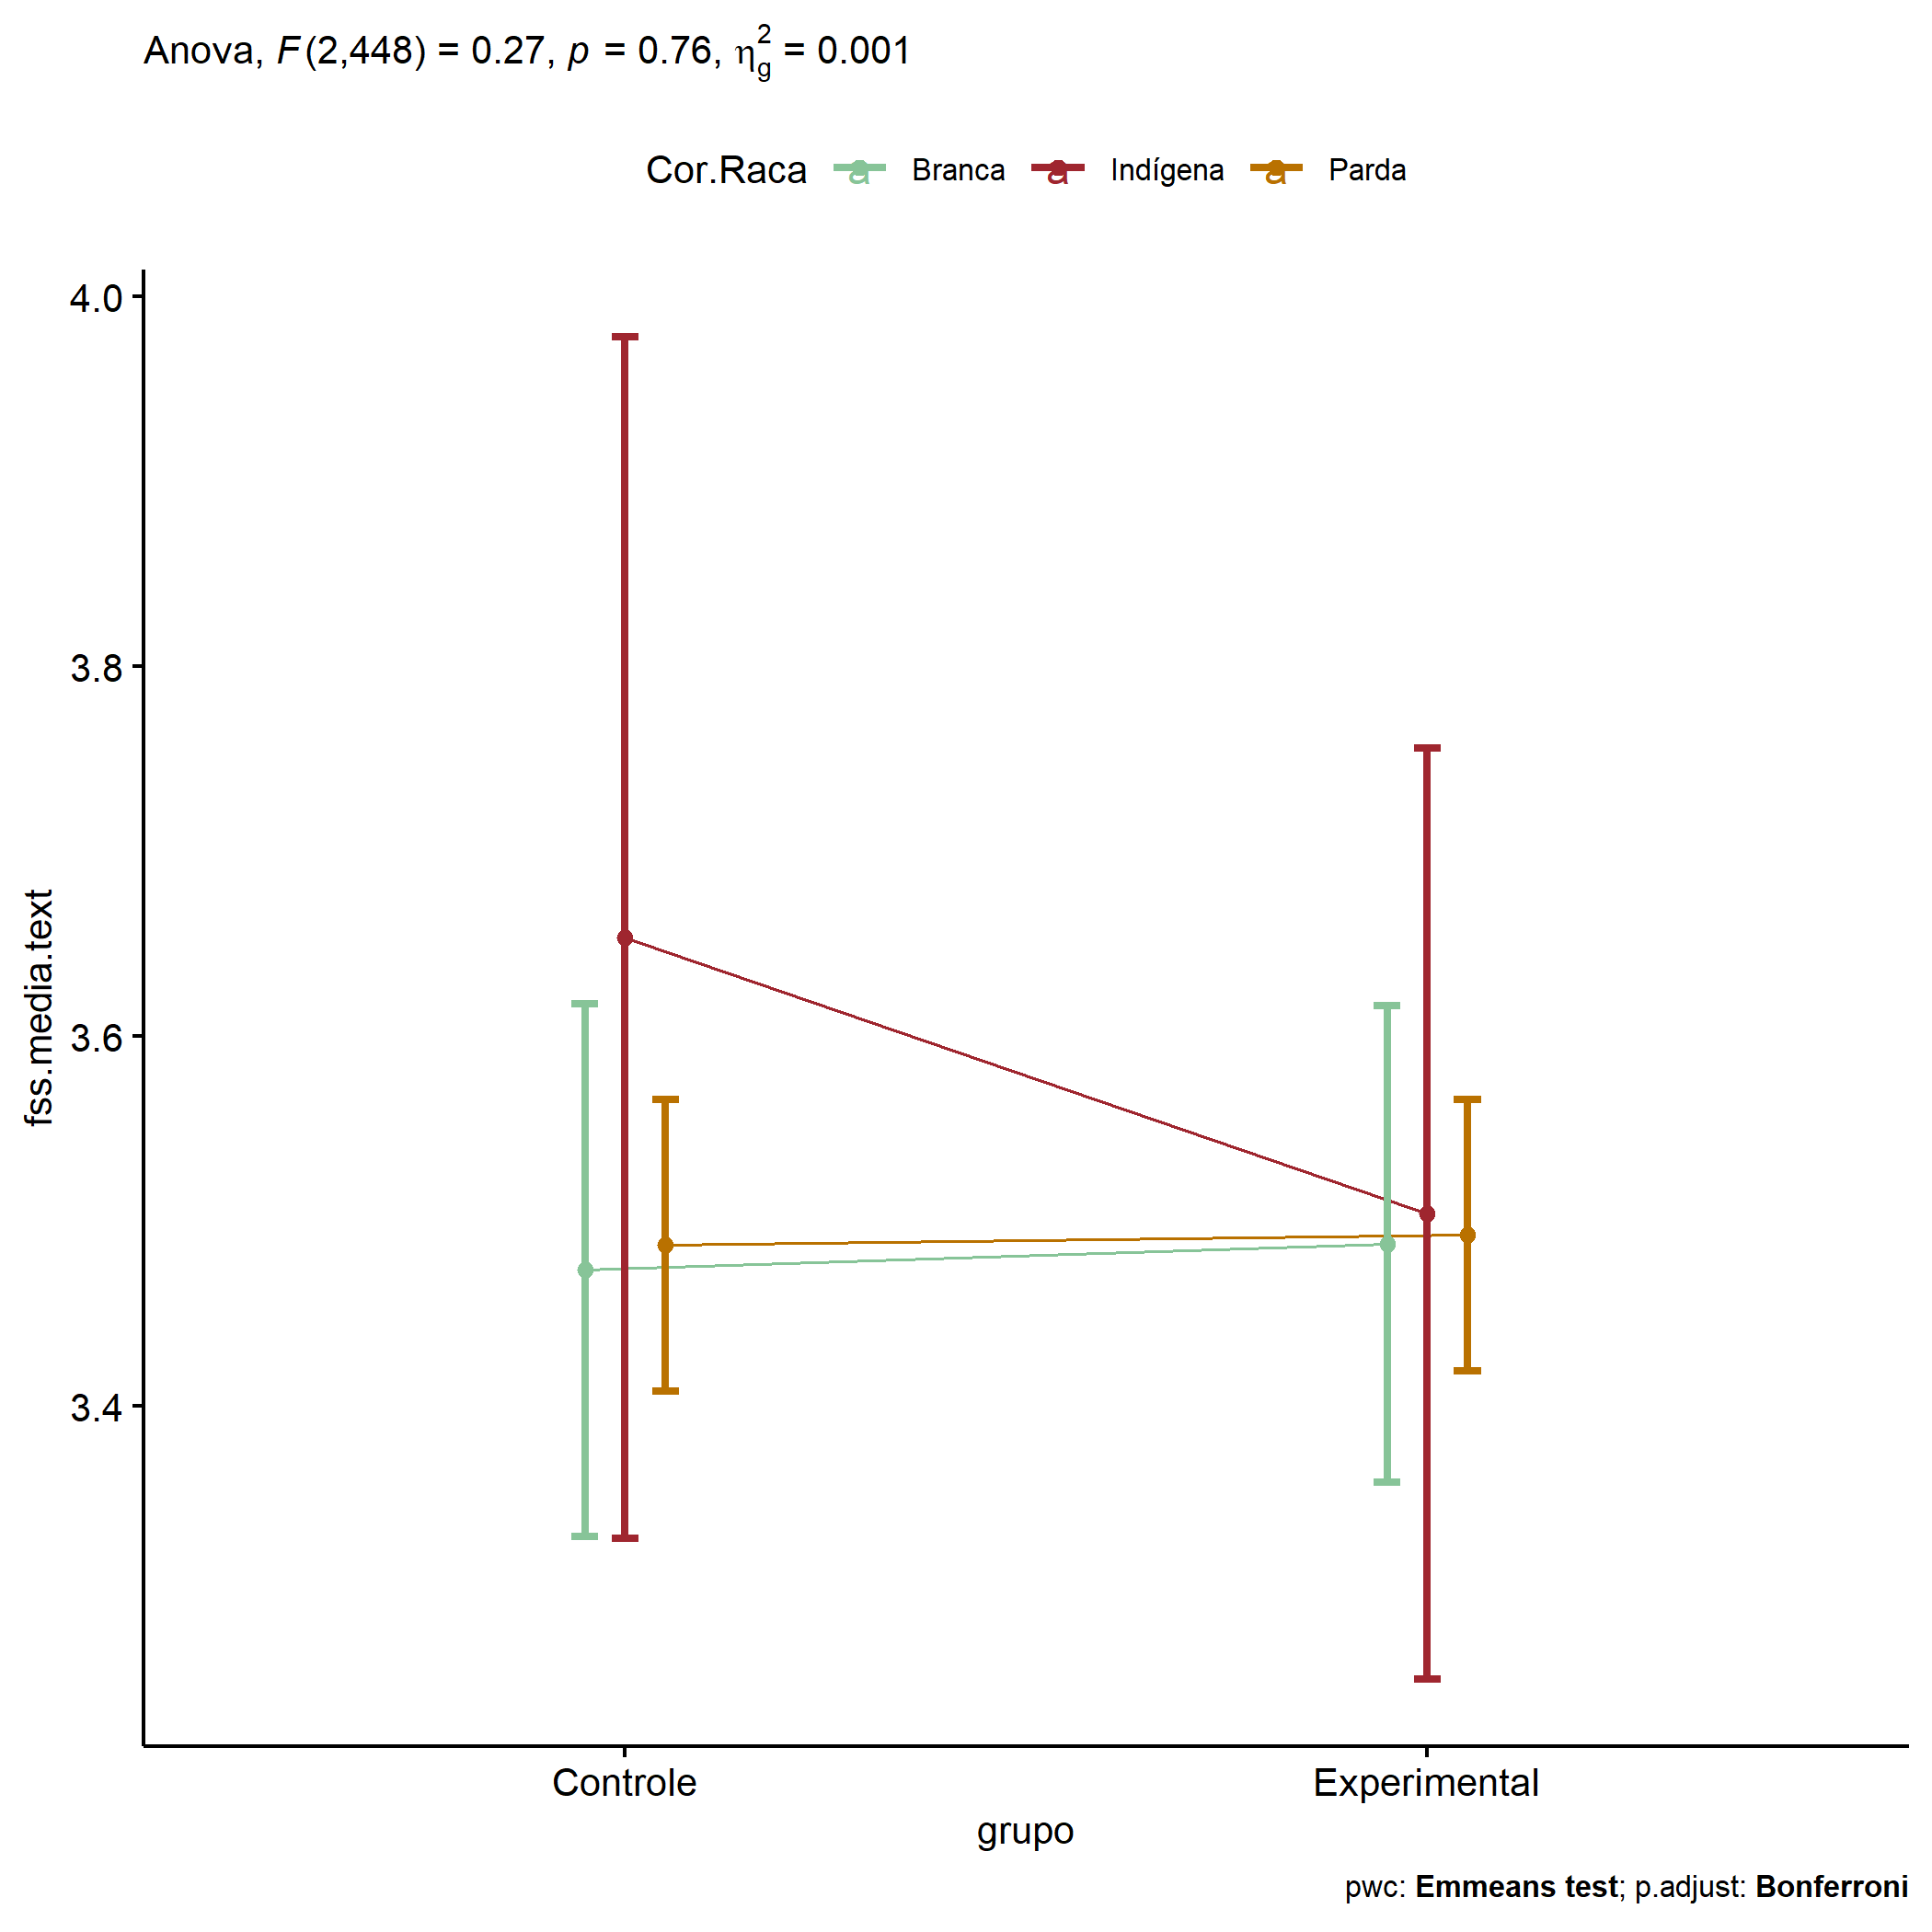 Anova, F(2,448) = 0.27, p = 0.76, η²g = 0.001
Cor.Raca a Branca a Indígena a Parda
4.0
3.8
3.6
3.4
fss.media.text
Controle Experimental
grupo
pwc: Emmeans test; p.adjust: Bonferroni